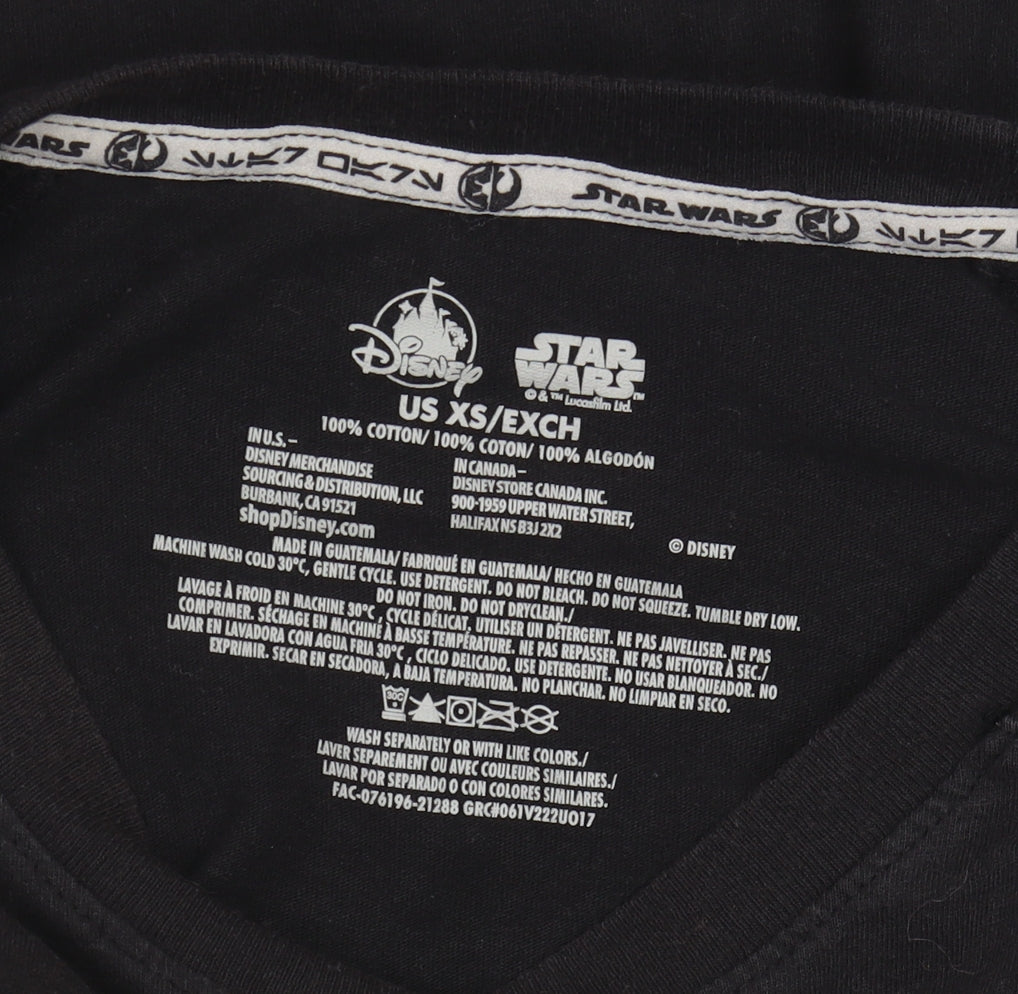 ARS STAR WARS
Disney
STAR WARS
© & ™ Lucasfilm Ltd.
US XS/EXCH
100% COTTON/ 100% COTON/ 100% ALGODÓN
IN U.S. –
DISNEY MERCHANDISE
SOURCING & DISTRIBUTION, LLC
BURBANK, CA 91521
shopDisney.com
IN CANADA –
DISNEY STORE CANADA INC.
900-1959 UPPER WATER STREET,
HALIFAX NS B3J 2X2
© DISNEY
MADE IN GUATEMALA/ FABRIQUÉ EN GUATEMALA/ HECHO EN GUATEMALA
MACHINE WASH COLD 30°C, GENTLE CYCLE. USE DETERGENT. DO NOT BLEACH. DO NOT SQUEEZE. TUMBLE DRY LOW.
DO NOT IRON. DO NOT DRYCLEAN./
LAVAGE À FROID EN MACHINE 30°C , CYCLE DÉLICAT, UTILISER UN DÉTERGENT. NE PAS JAVELLISER. NE PAS
COMPRIMER. SÉCHAGE EN MACHINE À BASSE TEMPÉRATURE. NE PAS REPASSER. NE PAS NETTOYER À SEC./
LAVAR EN LAVADORA CON AGUA FRIA 30°C , CICLO DELICADO. USE DETERGENTE. NO USAR BLANQUEADOR. NO
EXPRIMIR. SECAR EN SECADORA, A BAJA TEMPERATURA. NO PLANCHAR. NO LIMPIAR EN SECO.
30C
WASH SEPARATELY OR WITH LIKE COLORS./
LAVER SEPAREMENT OU AVEC COULEURS SIMILAIRES./
LAVAR POR SEPARADO O CON COLORES SIMILARES.
FAC-076196-21288 GRC#061V222UO17